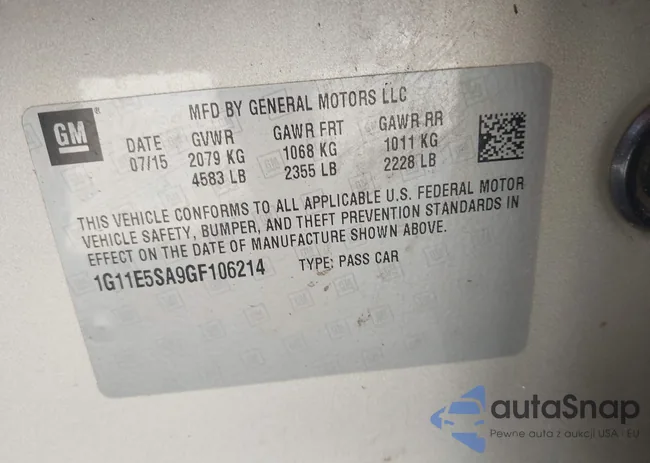 GM
MFD BY GENERAL MOTORS LLC
DATE GVWR GAWR FRT GAWR RR
07/15 2079 KG 1068 KG 1011 KG
4583 LB 2355 LB 2228 LB
THIS VEHICLE CONFORMS TO ALL APPLICABLE U.S. FEDERAL MOTOR
VEHICLE SAFETY, BUMPER, AND THEFT PREVENTION STANDARDS IN
EFFECT ON THE DATE OF MANUFACTURE SHOWN ABOVE.
1G11E5SA9GF106214 TYPE: PASS CAR
autaSnap
Pewne auta z aukcji USA - EU